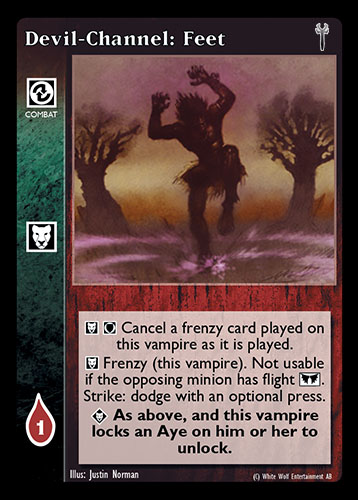 Devil-Channel: Feet
COMBAT
Cancel a frenzy card played on
this vampire as it is played.
Frenzy (this vampire). Not usable
if the opposing minion has flight.
Strike: dodge with an optional press.
As above, and this vampire
locks an Aye on him or her to
unlock.
1
Illus: Justin Norman
(C) White Wolf Entertainment AB